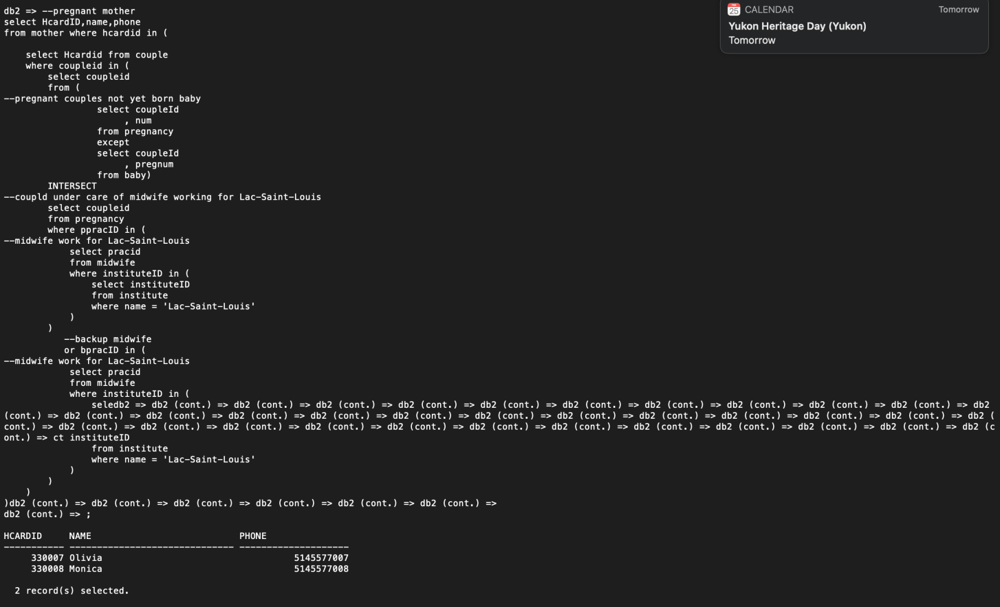 db2 => --pregnant mother
select HcardID,name,phone
from mother where hcardid in (
    select Hcardid from couple
    where coupleid in (
        select coupleid
        from (
--pregnant couples not yet born baby
                 select coupleId
                      , num
                 from pregnancy
                 except
                 select coupleId
                      , pregnum
                 from baby)
        INTERSECT
--coupld under care of midwife working for Lac-Saint-Louis
        select coupleid
        from pregnancy
        where ppracID in (
--midwife work for Lac-Saint-Louis
            select pracid
            from midwife
            where instituteID in (
                select instituteID
                from institute
                where name = 'Lac-Saint-Louis'
            )
        )
           --backup midwife
           or bpracID in (
--midwife work for Lac-Saint-Louis
            select pracid
            from midwife
            where instituteID in (
                seledb2 => db2 (cont.) => db2 (cont.) => db2 (cont.) => db2 (cont.) => db2 (cont.) => db2 (cont.) => db2 (cont.) => db2 (cont.) => db2 (cont.) => db2 (cont.) => db2
(cont.) => db2 (cont.) => db2 (cont.) => db2 (cont.) => db2 (cont.) => db2 (cont.) => db2 (cont.) => db2 (cont.) => db2 (cont.) => db2 (cont.) => db2 (cont.) => db2 (cont.) => db2 (
cont.) => db2 (cont.) => db2 (cont.) => db2 (cont.) => db2 (cont.) => db2 (cont.) => db2 (cont.) => db2 (cont.) => db2 (cont.) => db2 (cont.) => db2 (cont.) => db2 (cont.) => db2 (c
ont.) => ct instituteID
                from institute
                where name = 'Lac-Saint-Louis'
            )
        )
    )
)db2 (cont.) => db2 (cont.) => db2 (cont.) => db2 (cont.) => db2 (cont.) => db2 (cont.) =>
db2 (cont.) => ;
HCARDID     NAME                           PHONE
----------- ------------------------------ --------------------
     330007 Olivia                                   5145577007
     330008 Monica                                   5145577008
  2 record(s) selected.
25 CALENDAR Tomorrow
Yukon Heritage Day (Yukon)
Tomorrow